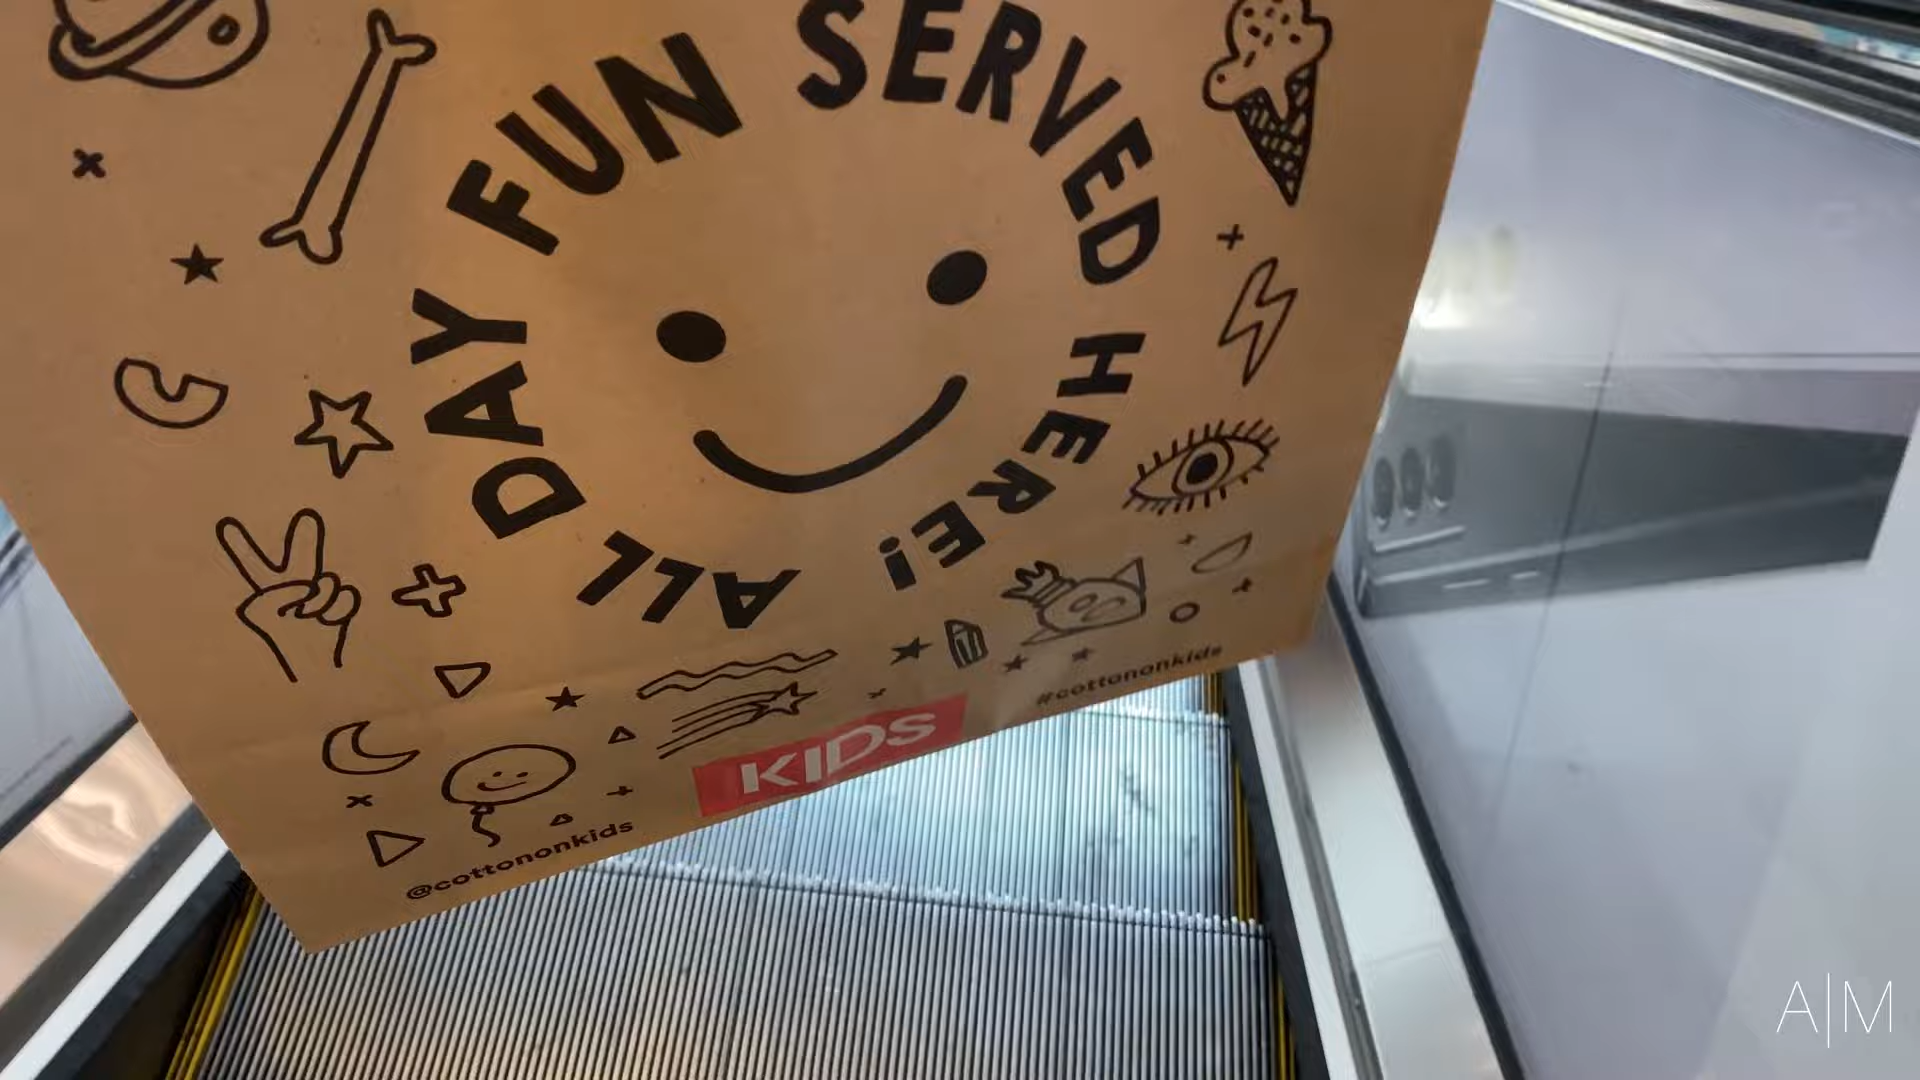 ALL DAY FUN SERVED HERE!
KIDS
@cottononkids
#cottononkids
A|M